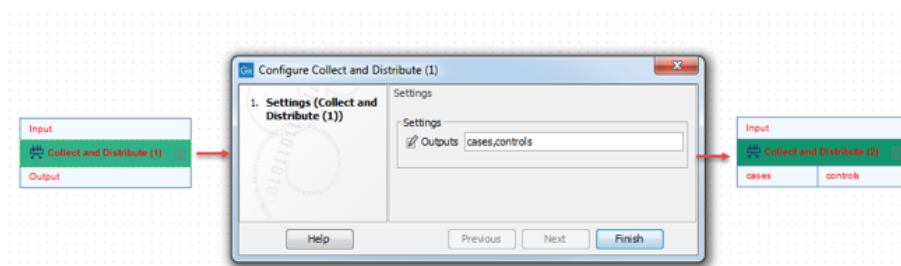 Input
Collect and Distribute (1)
Output
Gx Configure Collect and Distribute (1)
1. Settings (Collect and
Distribute (1))
Settings
Settings
Outputs cases,controls
Help Previous Next Finish
Input
Collect and Distribute (2)
cases controls